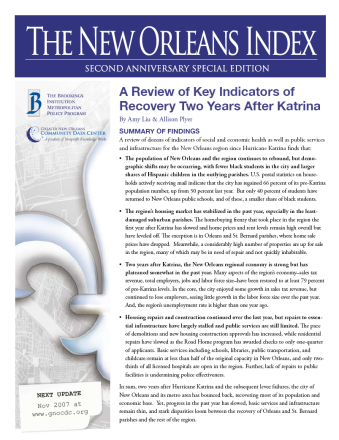 THE NEW ORLEANS INDEX
SECOND ANNIVERSARY SPECIAL EDITION
THE BROOKINGS
INSTITUTION
METROPOLITAN
POLICY PROGRAM
GREATER NEW ORLEANS
COMMUNITY DATA CENTER
A product of Nonprofit Knowledge Works
A Review of Key Indicators of
Recovery Two Years After Katrina
By Amy Liu & Allison Plyer
SUMMARY OF FINDINGS
A review of dozens of indicators of social and economic health as well as public services
and infrastructure for the New Orleans region since Hurricane Katrina finds that:
• The population of New Orleans and the region continues to rebound, but demo-
graphic shifts may be occurring, with fewer black students in the city and larger
shares of Hispanic children in the outlying parishes. U.S. postal statistics on house-
holds actively receiving mail indicate that the city has regained 66 percent of its pre-Katrina
population number, up from 50 percent last year. But only 40 percent of students have
returned to New Orleans public schools, and of these, a smaller share of black students.
• The region's housing market has stabilized in the past year, especially in the least-
damaged suburban parishes. The homebuying frenzy that took place in the region the
first year after Katrina has slowed and home prices and rent levels remain high overall but
have leveled off. The exception is in Orleans and St. Bernard parishes, where home sale
prices have dropped. Meanwhile, a considerably high number of properties are up for sale
in the region, many of which may be in need of repair and not quickly inhabitable.
• Two years after Katrina, the New Orleans regional economy is strong but has
plateaued somewhat in the past year. Many aspects of the region's economy–sales tax
revenue, total employers, jobs and labor force size–have been restored to at least 79 percent
of pre-Katrina levels. In the core, the city enjoyed some growth in sales tax revenue, but
continued to lose employers, seeing little growth in the labor force size over the past year.
And, the region's unemployment rate is higher than one year ago.
• Housing repairs and construction continued over the last year, but repairs to essen-
tial infrastructure have largely stalled and public services are still limited. The pace
of demolitions and new housing construction approvals has increased, while residential
repairs have slowed as the Road Home program has awarded checks to only one-quarter
of applicants. Basic services including schools, libraries, public transportation, and
childcare remain at less than half of the original capacity in New Orleans, and only two-
thirds of all licensed hospitals are open in the region. Further, lack of repairs to public
facilities is undermining police effectiveness.
In sum, two years after Hurricane Katrina and the subsequent levee failures, the city of
New Orleans and its metro area has bounced back, recovering most of its population and
economic base. Yet, progress in the past year has slowed, basic services and infrastructure
remain thin, and stark disparities loom between the recovery of Orleans and St. Bernard
parishes and the rest of the region.
NEXT UPDATE
Nov 2007 at
www.gnocdc.org